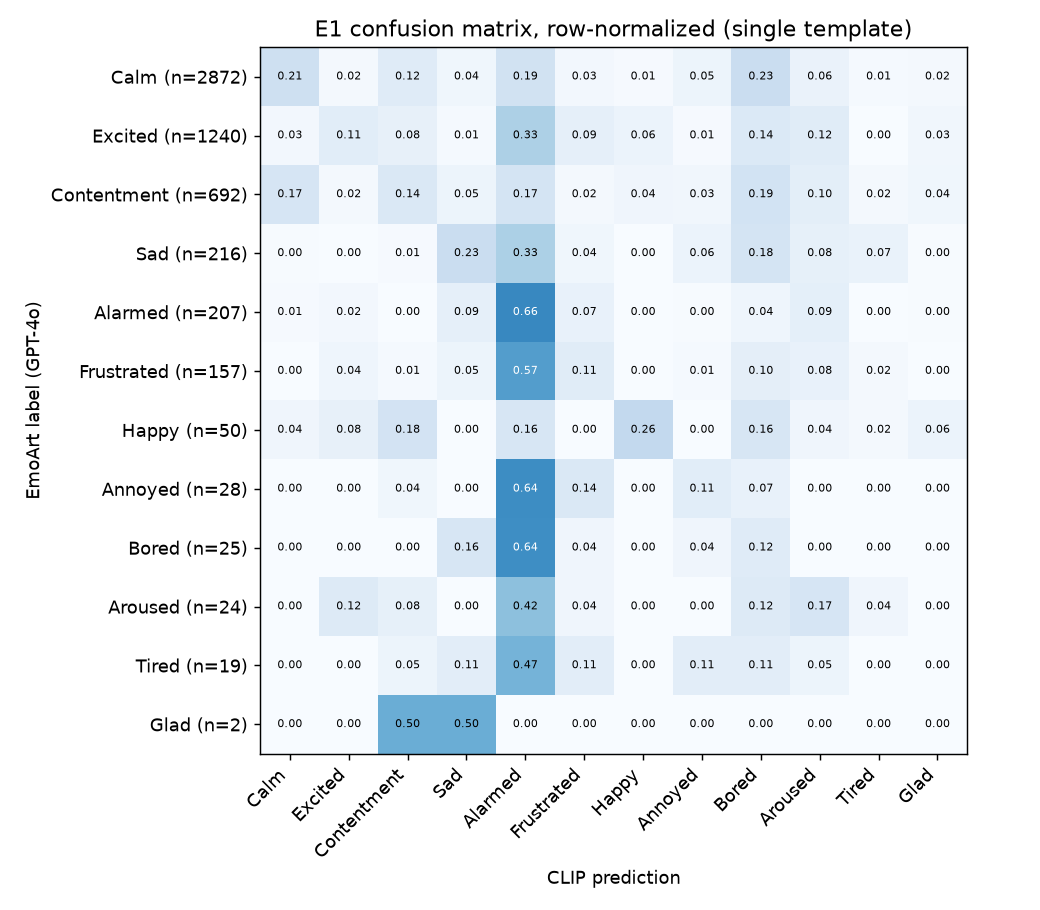 E1 confusion matrix, row-normalized (single template)
EmoArt label (GPT-4o)
Calm (n=2872) 0.21 0.02 0.12 0.04 0.19 0.03 0.01 0.05 0.23 0.06 0.01 0.02
Excited (n=1240) 0.03 0.11 0.08 0.01 0.33 0.09 0.06 0.01 0.14 0.12 0.00 0.03
Contentment (n=692) 0.17 0.02 0.14 0.05 0.17 0.02 0.04 0.03 0.19 0.10 0.02 0.04
Sad (n=216) 0.00 0.00 0.01 0.23 0.33 0.04 0.00 0.06 0.18 0.08 0.07 0.00
Alarmed (n=207) 0.01 0.02 0.00 0.09 0.66 0.07 0.00 0.00 0.04 0.09 0.00 0.00
Frustrated (n=157) 0.00 0.04 0.01 0.05 0.57 0.11 0.00 0.01 0.10 0.08 0.02 0.00
Happy (n=50) 0.04 0.08 0.18 0.00 0.16 0.00 0.26 0.00 0.16 0.04 0.02 0.06
Annoyed (n=28) 0.00 0.00 0.04 0.00 0.64 0.14 0.00 0.11 0.07 0.00 0.00 0.00
Bored (n=25) 0.00 0.00 0.00 0.16 0.64 0.04 0.00 0.04 0.12 0.00 0.00 0.00
Aroused (n=24) 0.00 0.12 0.08 0.00 0.42 0.04 0.00 0.00 0.12 0.17 0.04 0.00
Tired (n=19) 0.00 0.00 0.05 0.11 0.47 0.11 0.00 0.11 0.11 0.05 0.00 0.00
Glad (n=2) 0.00 0.00 0.50 0.50 0.00 0.00 0.00 0.00 0.00 0.00 0.00 0.00
Calm Excited Contentment Sad Alarmed Frustrated Happy Annoyed Bored Aroused Tired Glad
CLIP prediction